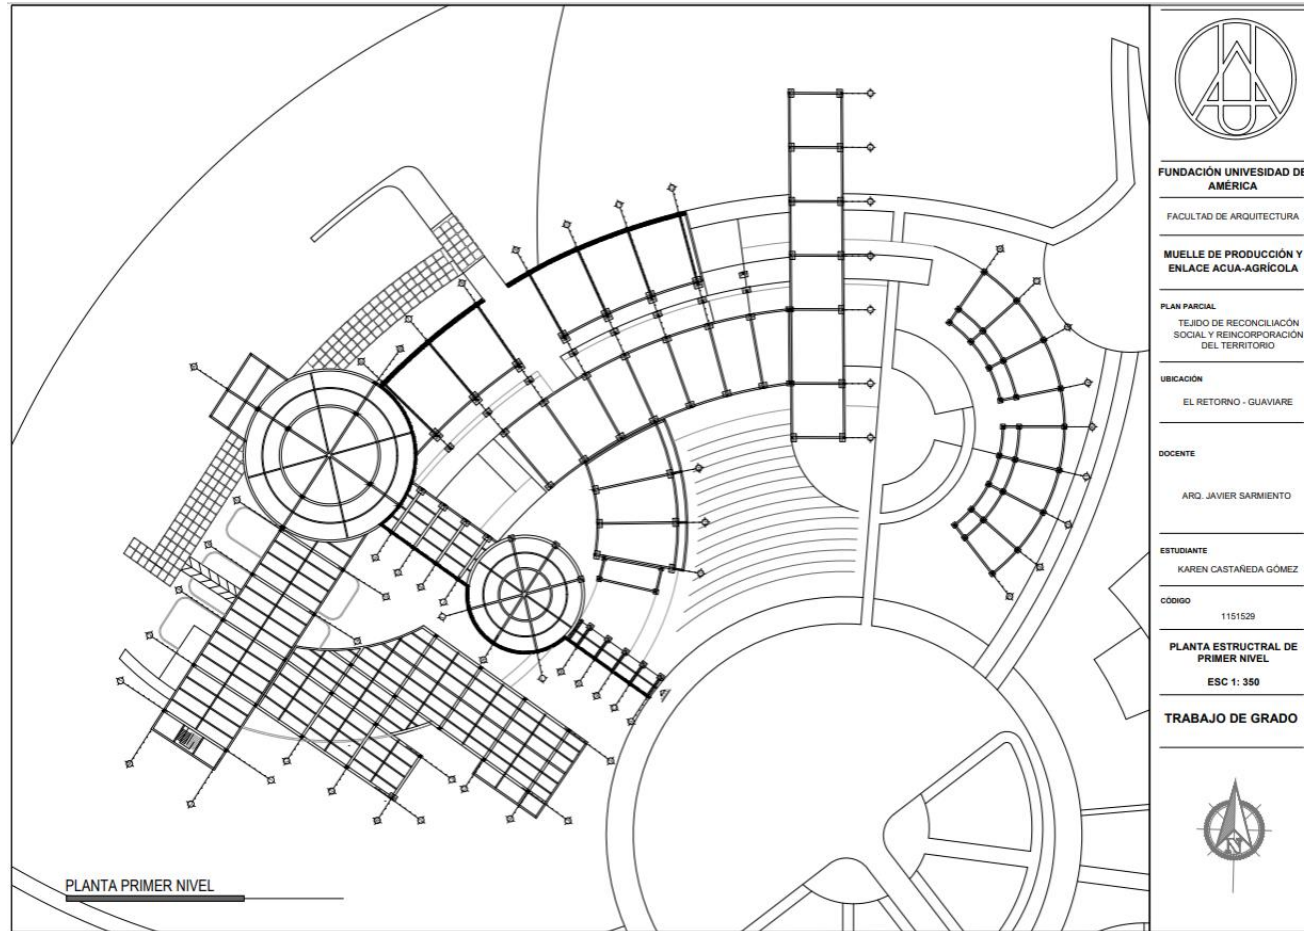 FUNDACIÓN UNIVESIDAD DE
AMÉRICA
FACULTAD DE ARQUITECTURA
MUELLE DE PRODUCCIÓN Y
ENLACE ACUA-AGRÍCOLA
PLAN PARCIAL
TEJIDO DE RECONCILIACÓN
SOCIAL Y REINCORPORACIÓN
DEL TERRITORIO
UBICACIÓN
EL RETORNO - GUAVIARE
DOCENTE
ARQ. JAVIER SARMIENTO
ESTUDIANTE
KAREN CASTAÑEDA GÓMEZ
CÓDIGO
1151529
PLANTA ESTRUCTRAL DE
PRIMER NIVEL
ESC 1: 350
TRABAJO DE GRADO
N
PLANTA PRIMER NIVEL